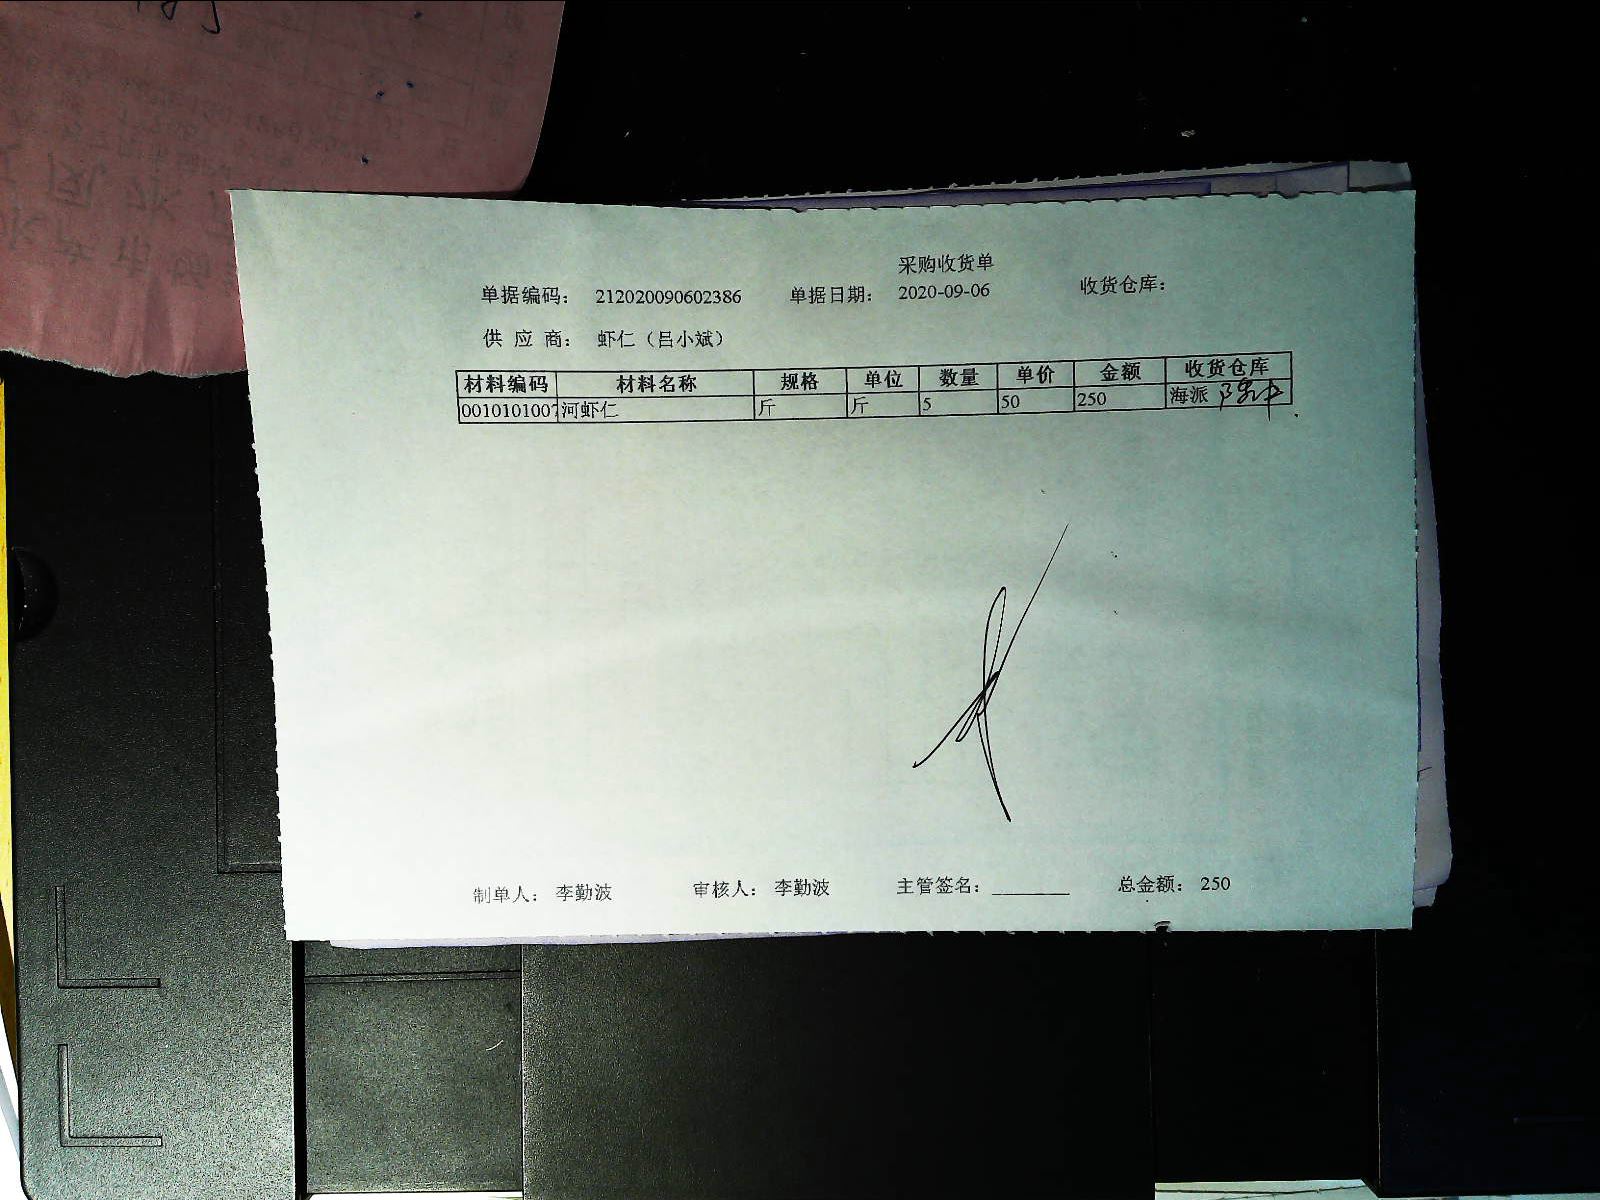 采购收货单
单据编码： 212020090602386 单据日期： 2020-09-06 收货仓库：
供 应 商： 虾仁（吕小斌）
材料编码 材料名称 规格 单位 数量 单价 金额 收货仓库
0010101007 河虾仁 斤 斤 5 50 250 海派
制单人： 李勤波 审核人： 李勤波 主管签名： 总金额： 250